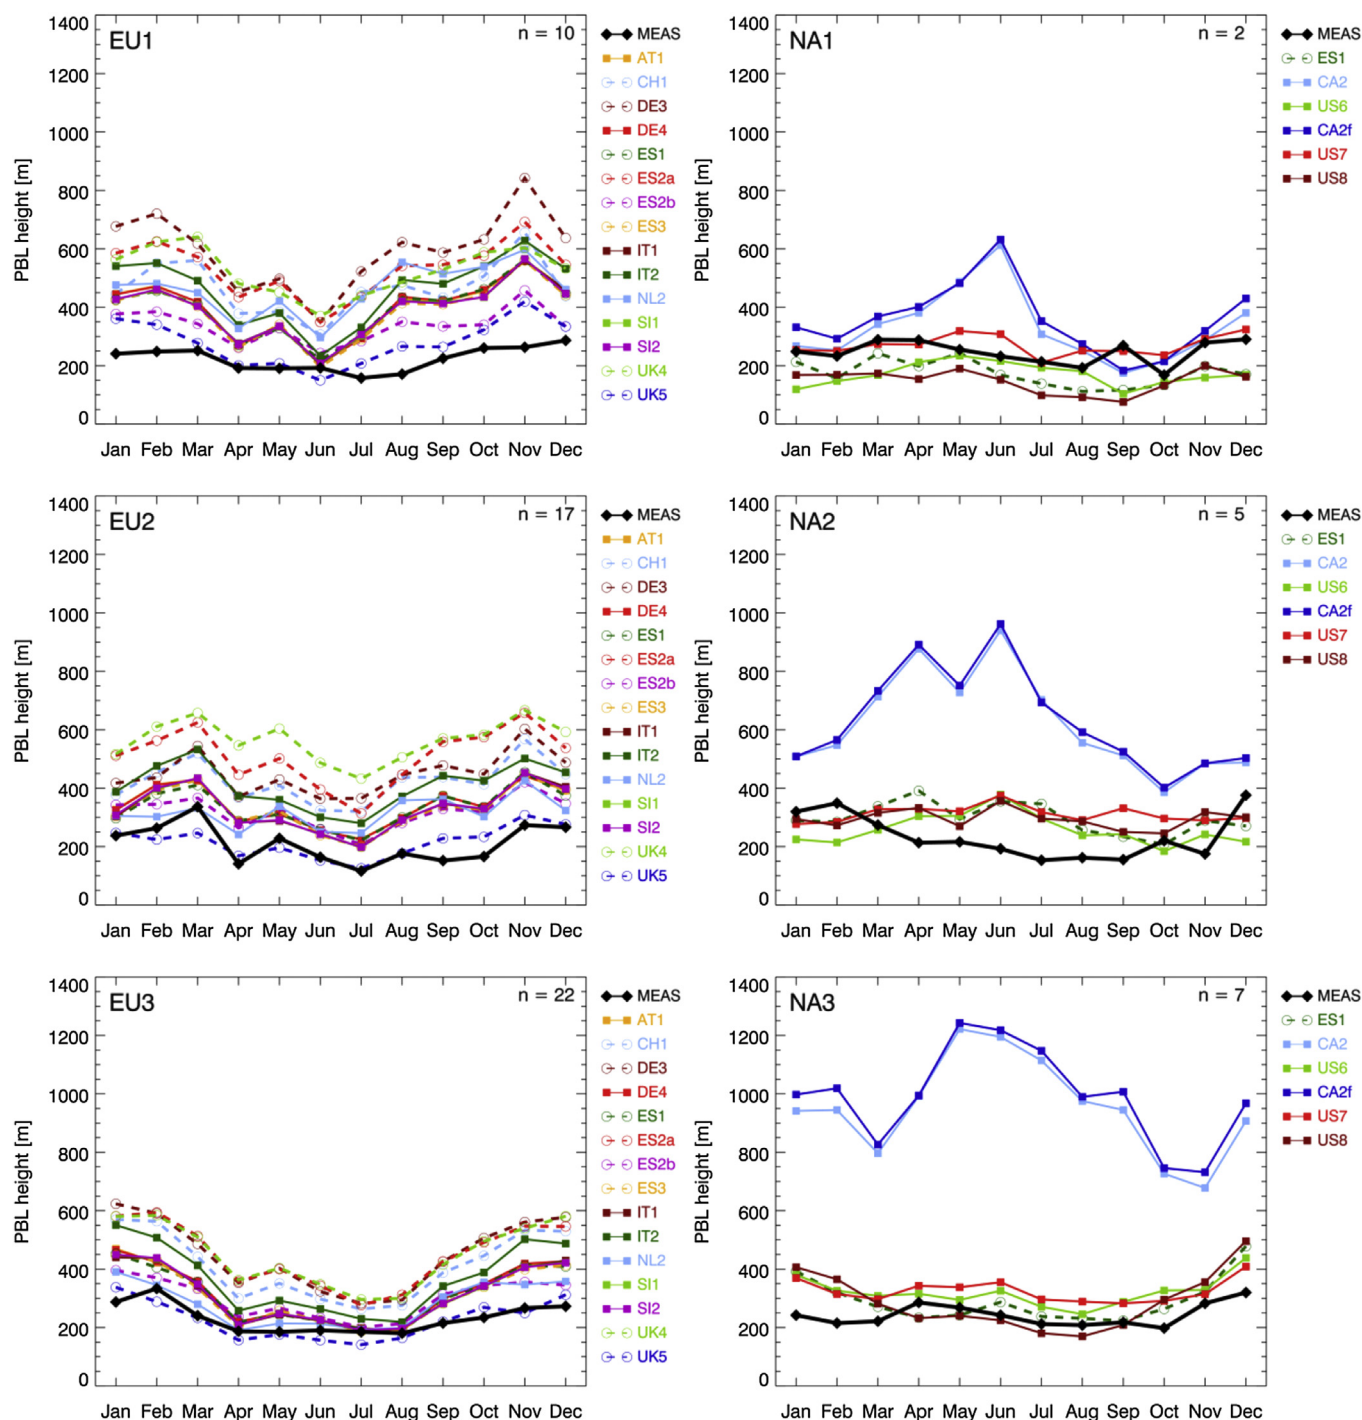 EU1
n = 10
PBL height [m]
1400
1200
1000
800
600
400
200
0
Jan Feb Mar Apr May Jun Jul Aug Sep Oct Nov Dec
MEAS
AT1
CH1
DE3
DE4
ES1
ES2a
ES2b
ES3
IT1
IT2
NL2
SI1
SI2
UK4
UK5
NA1
n = 2
PBL height [m]
1400
1200
1000
800
600
400
200
0
Jan Feb Mar Apr May Jun Jul Aug Sep Oct Nov Dec
MEAS
ES1
CA2
US6
CA2f
US7
US8
EU2
n = 17
PBL height [m]
1400
1200
1000
800
600
400
200
0
Jan Feb Mar Apr May Jun Jul Aug Sep Oct Nov Dec
MEAS
AT1
CH1
DE3
DE4
ES1
ES2a
ES2b
ES3
IT1
IT2
NL2
SI1
SI2
UK4
UK5
NA2
n = 5
PBL height [m]
1400
1200
1000
800
600
400
200
0
Jan Feb Mar Apr May Jun Jul Aug Sep Oct Nov Dec
MEAS
ES1
CA2
US6
CA2f
US7
US8
EU3
n = 22
PBL height [m]
1400
1200
1000
800
600
400
200
0
Jan Feb Mar Apr May Jun Jul Aug Sep Oct Nov Dec
MEAS
AT1
CH1
DE3
DE4
ES1
ES2a
ES2b
ES3
IT1
IT2
NL2
SI1
SI2
UK4
UK5
NA3
n = 7
PBL height [m]
1400
1200
1000
800
600
400
200
0
Jan Feb Mar Apr May Jun Jul Aug Sep Oct Nov Dec
MEAS
ES1
CA2
US6
CA2f
US7
US8